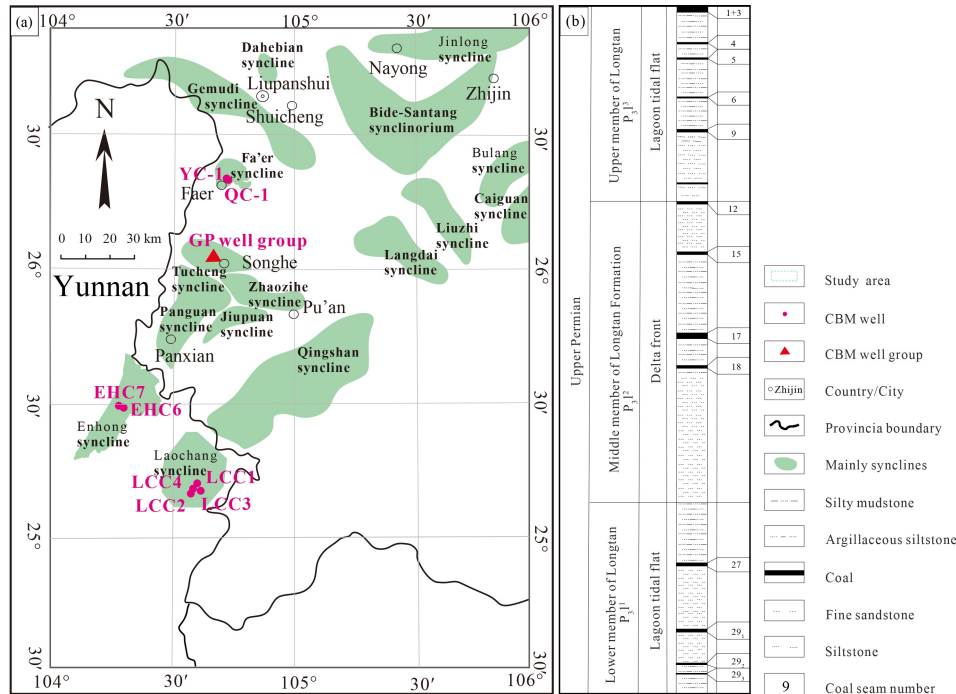 (a)
104°
30′
105°
30′
106°
N
0 10 20 30 km
Yunnan
Dahebian
syncline
Liupanshui
Gemudi
syncline
Shuicheng
Nayong
Jinlong
syncline
Zhijin
Bide-Santang
synclinorium
Fa'er
syncline
YC-1
Faer
QC-1
Bulang
syncline
Caiguan
syncline
Liuzhi
syncline
Langdai
syncline
GP well group
Songhe
Tucheng
syncline
Zhaozihe
syncline
Pu'an
Panguan
syncline
Jiupuan
syncline
Panxian
Qingshan
syncline
EHC7
EHC6
Enhong
syncline
Laochang
syncline
LCC4
LCC1
LCC2
LCC3
30′
26°
30′
25°
30′
30′
26°
30′
25°
30′
104°
30′
105°
30′
106°
(b)
Upper Permian
Upper member of Longtan
P₃l³
Lagoon tidal flat
Middle member of Longtan Formation
P₃l²
Delta front
Lower member of Longtan
P₃l¹
Lagoon tidal flat
1+3
4
5
6
9
12
15
17
18
27
29₁
29₂
29₃
Study area
CBM well
CBM well group
Zhijin
Country/City
Provincia boundary
Mainly synclines
Silty mudstone
Argillaceous siltstone
Coal
Fine sandstone
Siltstone
9
Coal seam number